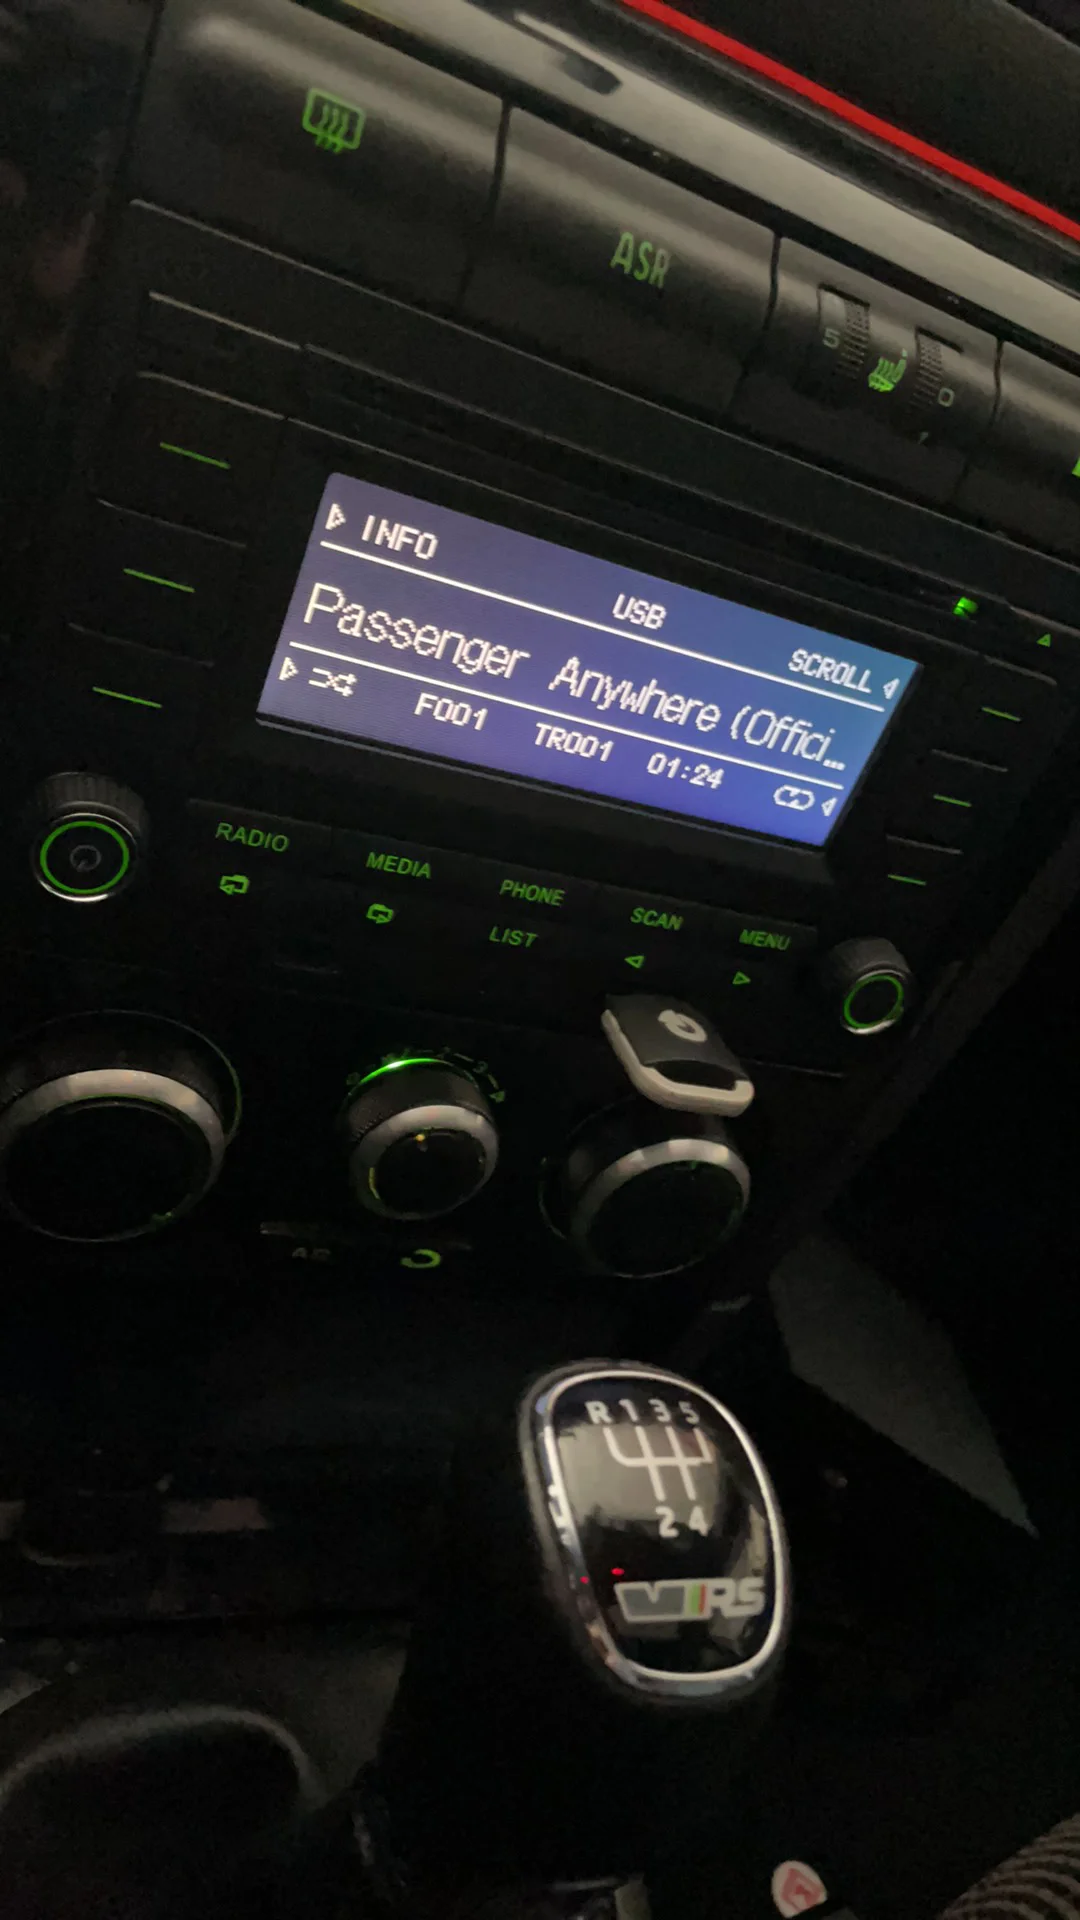 ASR
5
0
INFO
USB
SCROLL
Passenger Anywhere (Offici...
F001 TR001 01:24
RADIO MEDIA PHONE SCAN MENU
LIST
R 1 3 5
2 4
RS